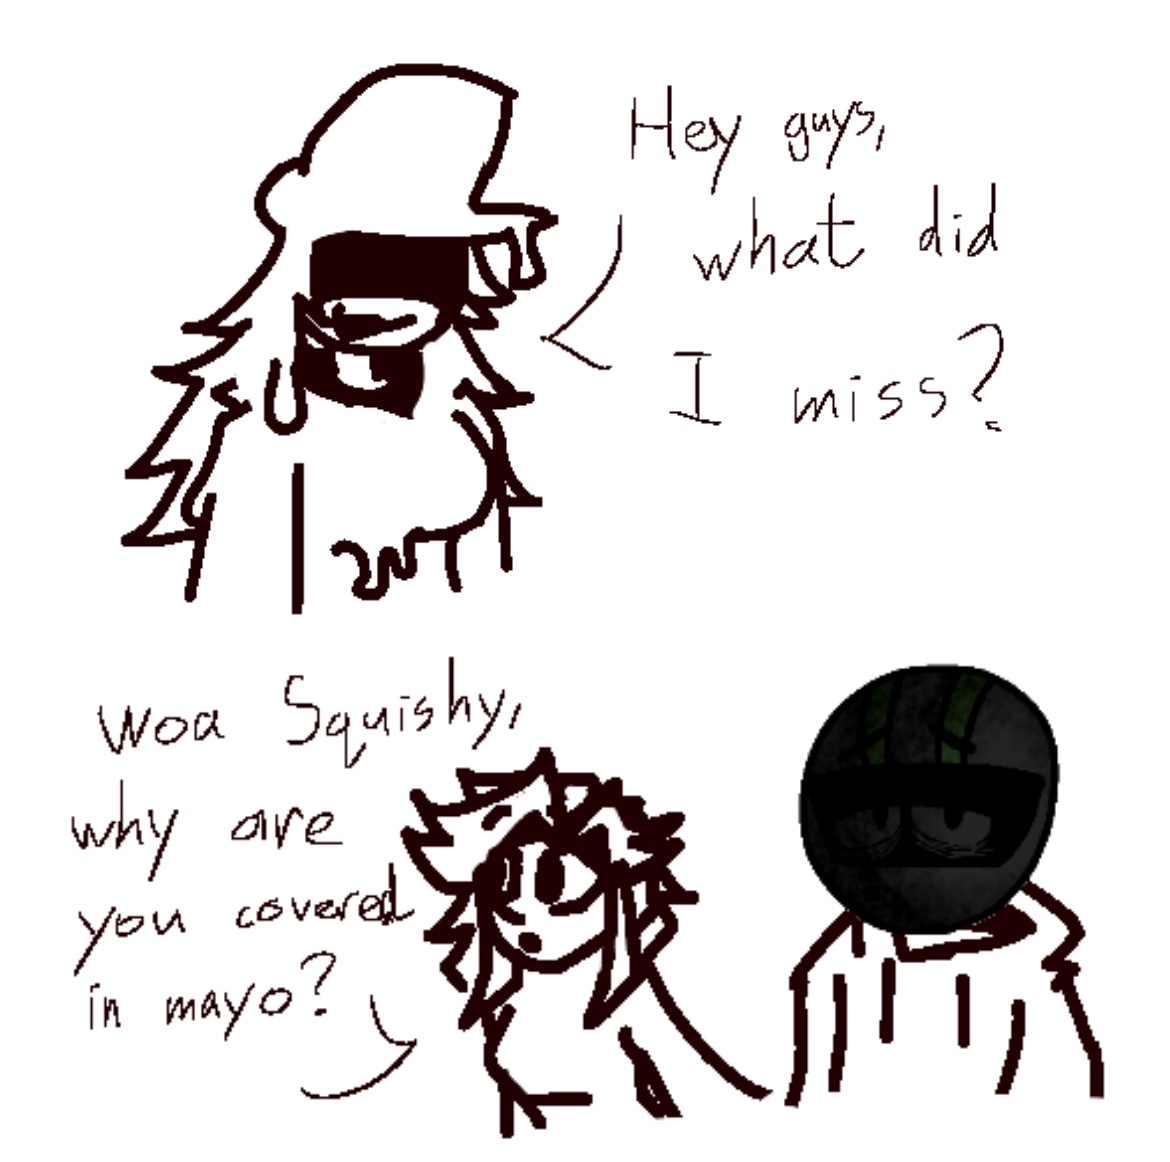 Hey guys,
what did
I miss?
Woa Squishy,
why are
you covered
in mayo?